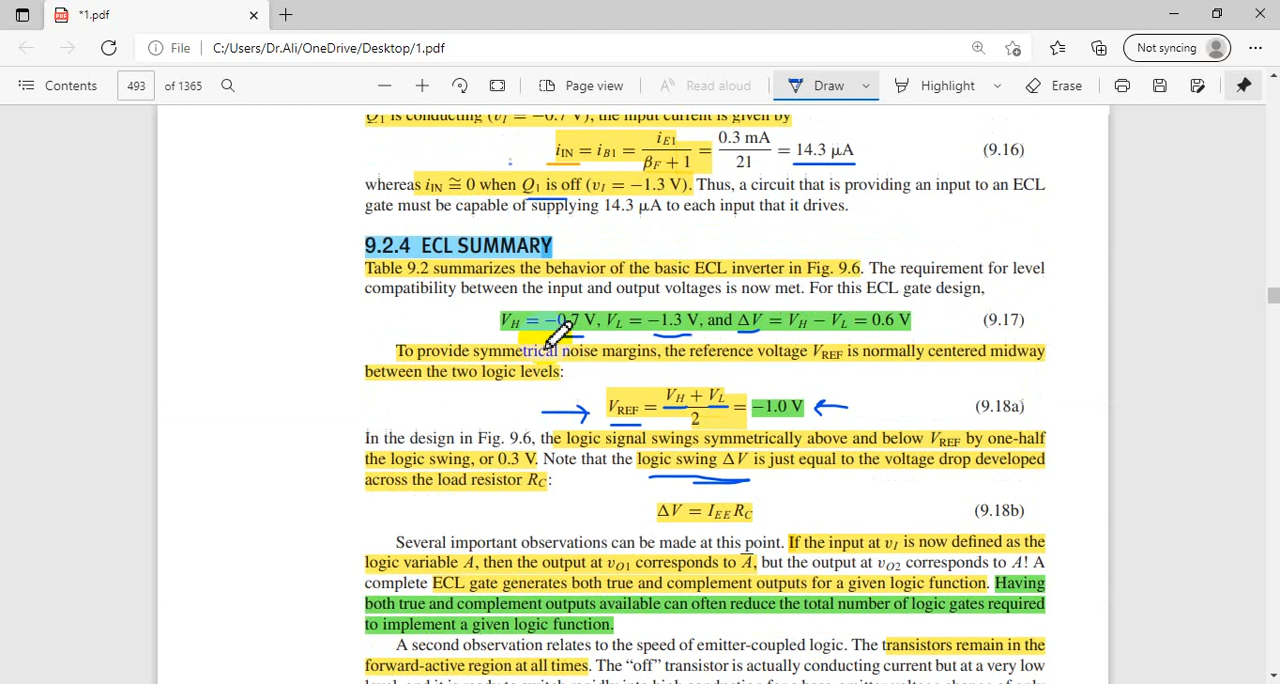 *1.pdf
File C:/Users/Dr.Ali/OneDrive/Desktop/1.pdf Not syncing
Contents 493 of 1365 Page view Read aloud Draw Highlight Erase
Q1 is conducting (vI = −0.7 V), the input current is given by
iIN = iB1 = iE1 / (βF + 1) = 0.3 mA / 21 = 14.3 μA (9.16)
whereas iIN ≅ 0 when Q1 is off (vI = −1.3 V). Thus, a circuit that is providing an input to an ECL
gate must be capable of supplying 14.3 μA to each input that it drives.
9.2.4 ECL SUMMARY
Table 9.2 summarizes the behavior of the basic ECL inverter in Fig. 9.6. The requirement for level
compatibility between the input and output voltages is now met. For this ECL gate design,
VH = −0.7 V, VL = −1.3 V, and ΔV = VH − VL = 0.6 V (9.17)
To provide symmetrical noise margins, the reference voltage VREF is normally centered midway
between the two logic levels:
VREF = (VH + VL) / 2 = −1.0 V (9.18a)
In the design in Fig. 9.6, the logic signal swings symmetrically above and below VREF by one-half
the logic swing, or 0.3 V. Note that the logic swing ΔV is just equal to the voltage drop developed
across the load resistor RC:
ΔV = IEE RC (9.18b)
Several important observations can be made at this point. If the input at vI is now defined as the
logic variable A, then the output at vO1 corresponds to A̅, but the output at vO2 corresponds to A! A
complete ECL gate generates both true and complement outputs for a given logic function. Having
both true and complement outputs available can often reduce the total number of logic gates required
to implement a given logic function.
A second observation relates to the speed of emitter-coupled logic. The transistors remain in the
forward-active region at all times. The “off” transistor is actually conducting current but at a very low